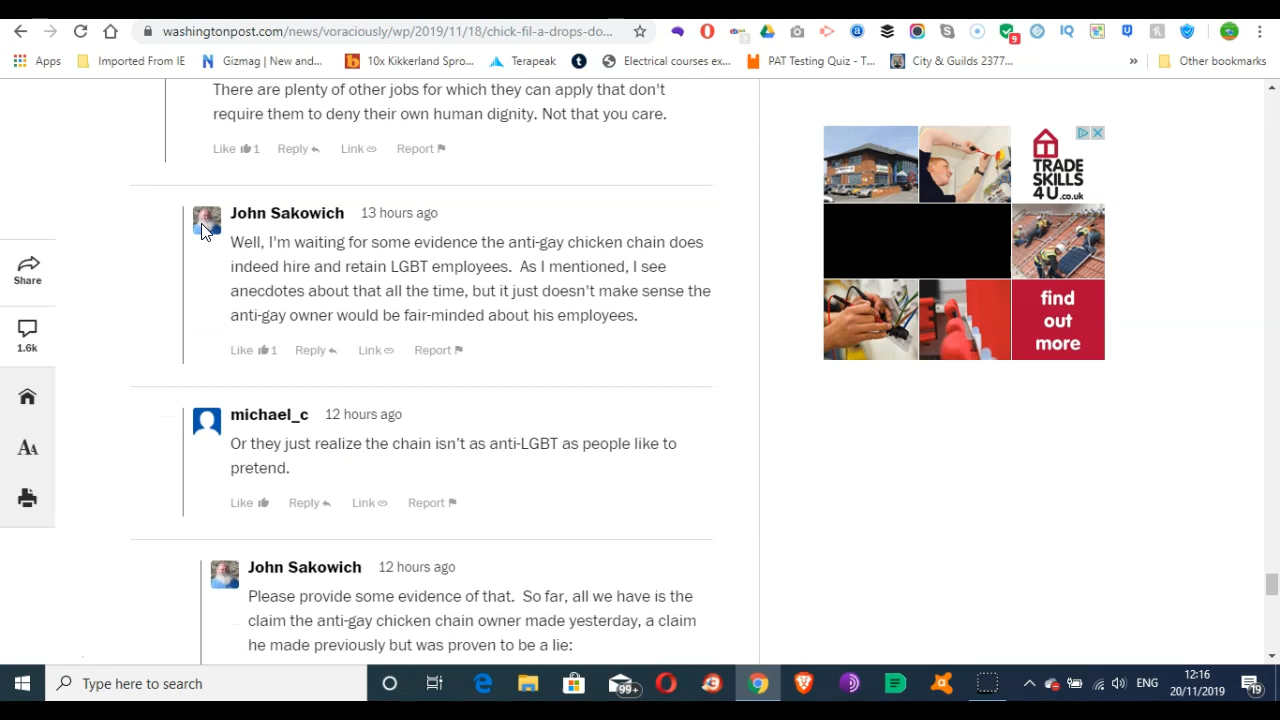 washingtonpost.com/news/voraciously/wp/2019/11/18/chick-fil-a-drops-do...
9
IQ
Apps
Imported From IE
N Gizmag | New and...
10x Kikkerland Spro...
Terapeak
Electrical courses ex...
PAT Testing Quiz - T...
City & Guilds 2377...
»
Other bookmarks
There are plenty of other jobs for which they can apply that don't
require them to deny their own human dignity. Not that you care.
Like 1 Reply Link Report
John Sakowich 13 hours ago
Well, I'm waiting for some evidence the anti-gay chicken chain does
indeed hire and retain LGBT employees. As I mentioned, I see
anecdotes about that all the time, but it just doesn't make sense the
anti-gay owner would be fair-minded about his employees.
Like 1 Reply Link Report
michael_c 12 hours ago
Or they just realize the chain isn't as anti-LGBT as people like to
pretend.
Like Reply Link Report
John Sakowich 12 hours ago
Please provide some evidence of that. So far, all we have is the
claim the anti-gay chicken chain owner made yesterday, a claim
he made previously but was proven to be a lie:
Share
1.6k
AA
TRADE
SKILLS
4U.co.uk
find
out
more
Type here to search
99+
ENG
12:16
20/11/2019
19